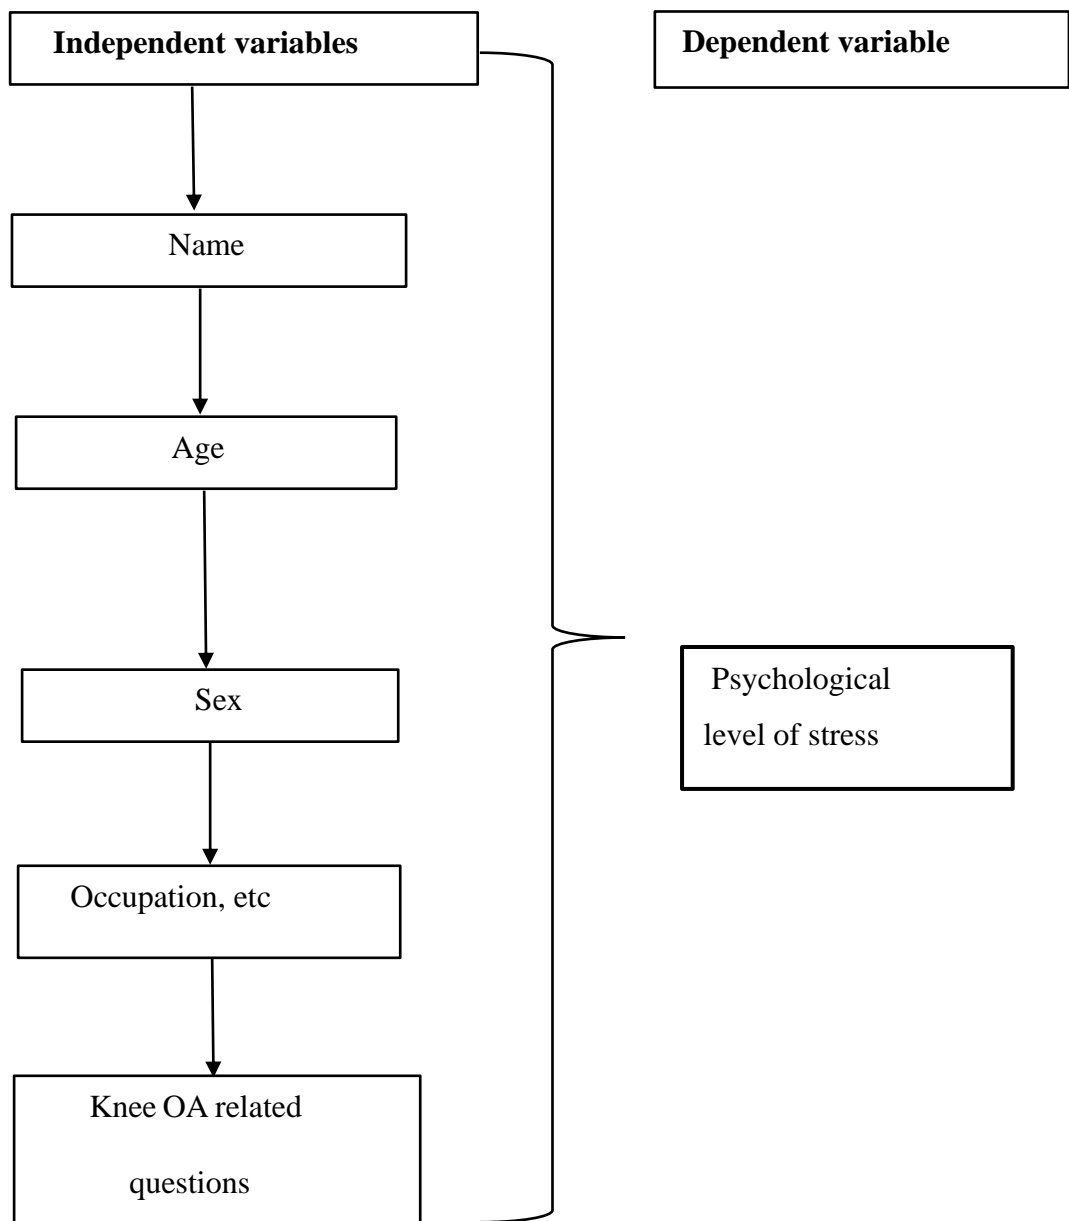 Independent variables
Dependent variable
Name
Age
Sex
Psychological
level of stress
Occupation, etc
Knee OA related
questions